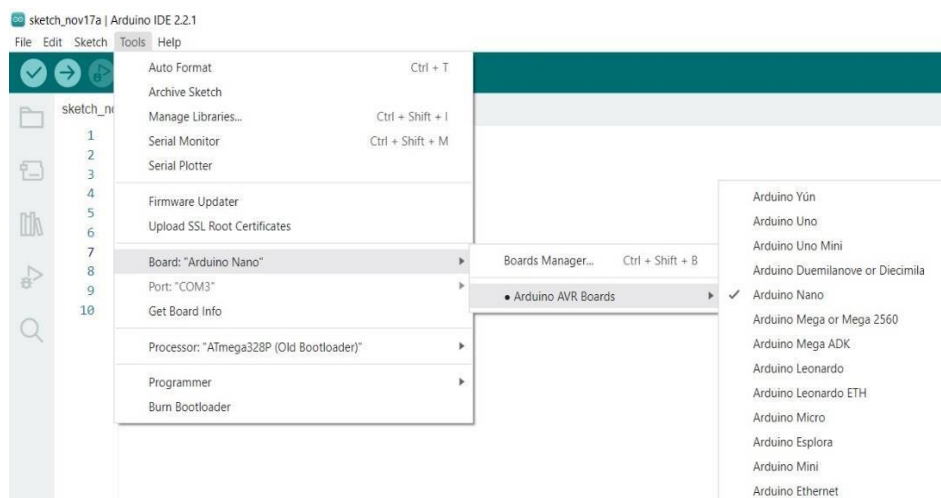 sketch_nov17a | Arduino IDE 2.2.1
File Edit Sketch Tools Help
sketch_no
1
2
3
4
5
6
7
8
9
10
Auto Format Ctrl + T
Archive Sketch
Manage Libraries... Ctrl + Shift + I
Serial Monitor Ctrl + Shift + M
Serial Plotter
Firmware Updater
Upload SSL Root Certificates
Board: "Arduino Nano"
Port: "COM3"
Get Board Info
Processor: "ATmega328P (Old Bootloader)"
Programmer
Burn Bootloader
Boards Manager... Ctrl + Shift + B
• Arduino AVR Boards
Arduino Yún
Arduino Uno
Arduino Uno Mini
Arduino Duemilanove or Diecimila
✓ Arduino Nano
Arduino Mega or Mega 2560
Arduino Mega ADK
Arduino Leonardo
Arduino Leonardo ETH
Arduino Micro
Arduino Esplora
Arduino Mini
Arduino Ethernet